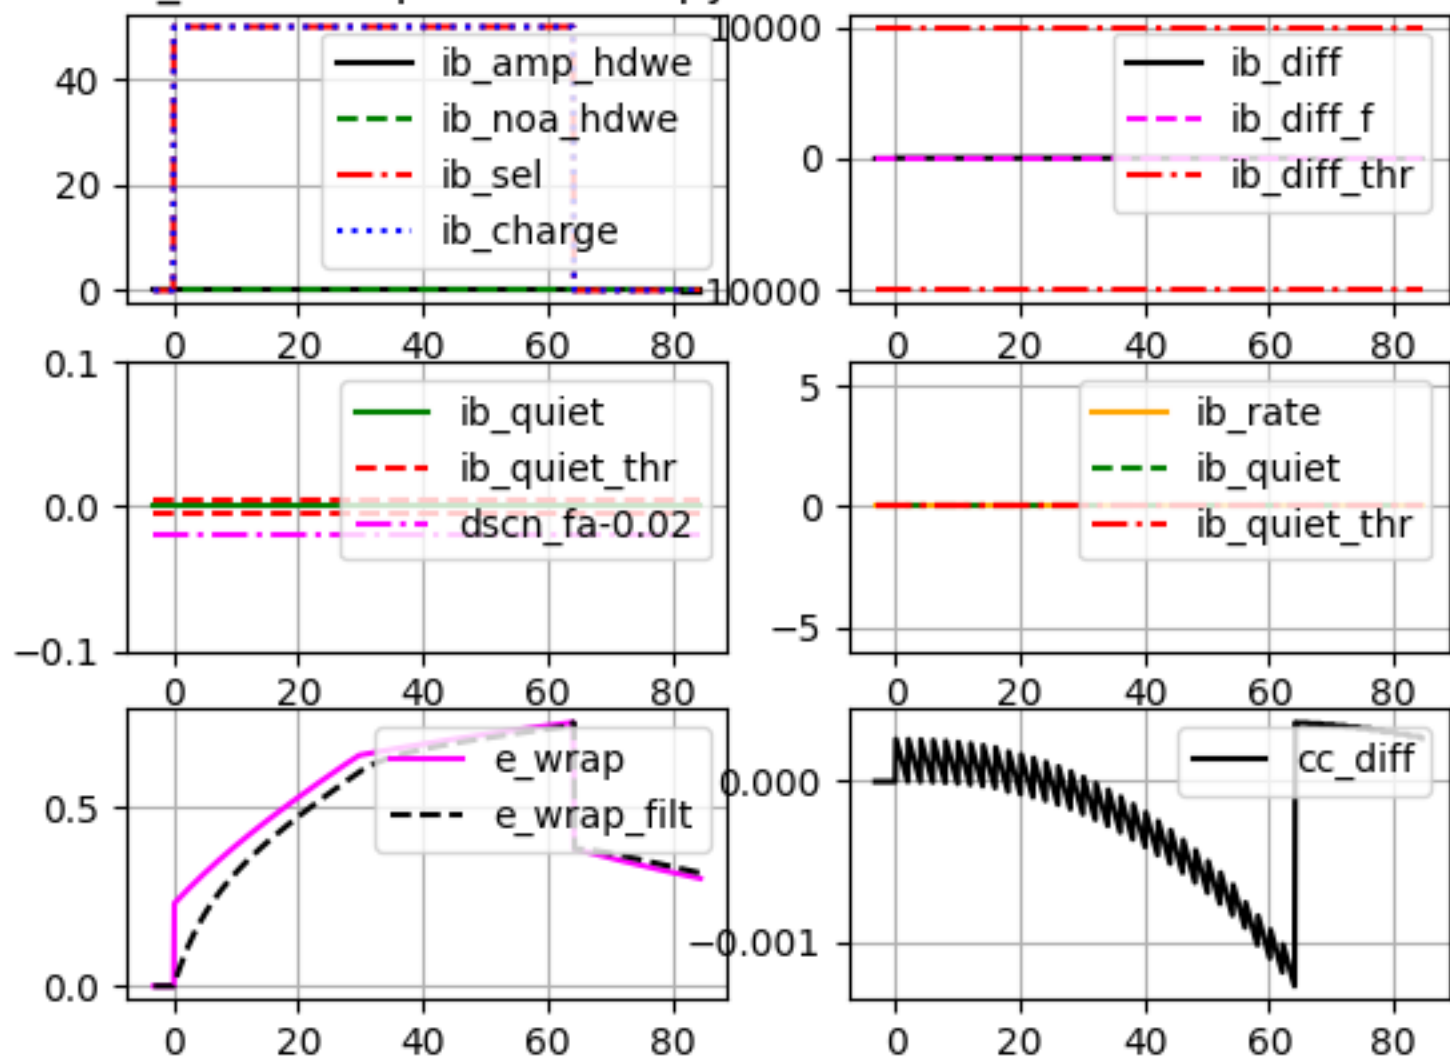 10000
40
20
0
ib_amp_hdwe
ib_noa_hdwe
ib_sel
ib_charge
0 20 40 60 80
0
10000
ib_diff
ib_diff_f
ib_diff_thr
0 20 40 60 80
0.1
0.0
−0.1
ib_quiet
ib_quiet_thr
dscn_fa-0.02
0 20 40 60 80
5
0
−5
ib_rate
ib_quiet
ib_quiet_thr
0 20 40 60 80
0.5
0.0
e_wrap
e_wrap_filt
0 20 40 60 80
0.000
−0.001
cc_diff
0 20 40 60 80